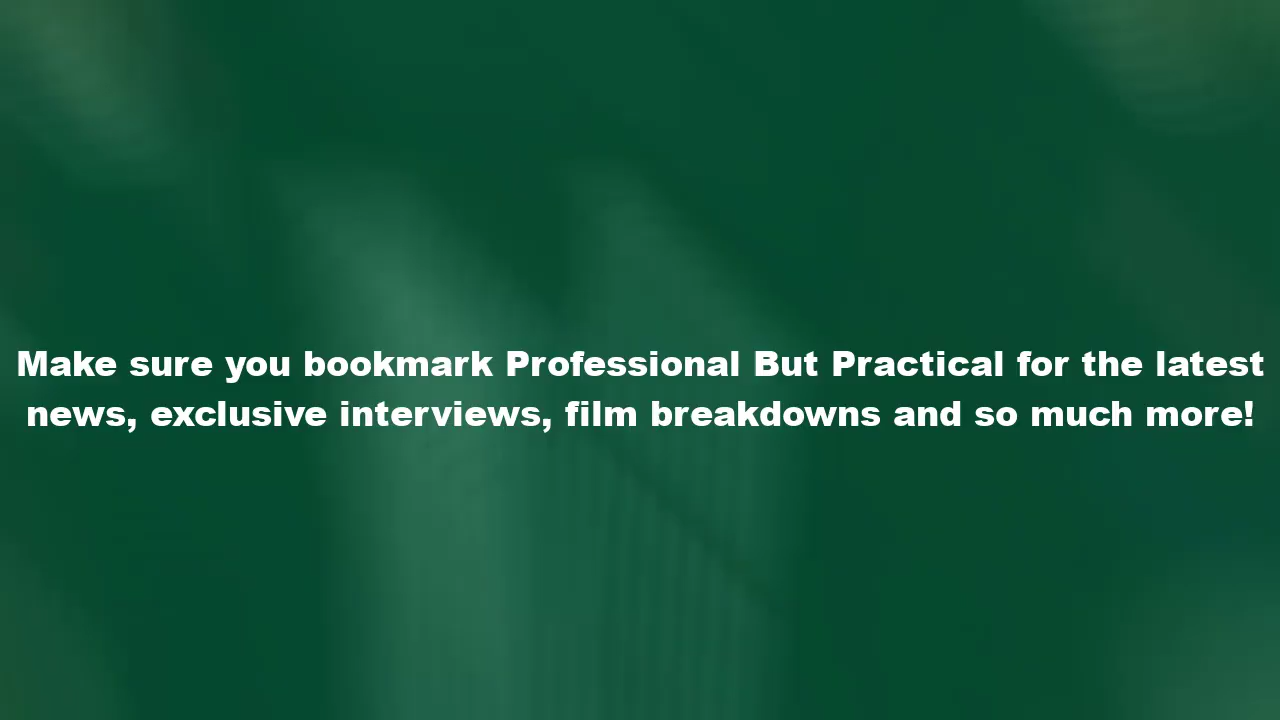 Make sure you bookmark Professional But Practical for the latest
news, exclusive interviews, film breakdowns and so much more!